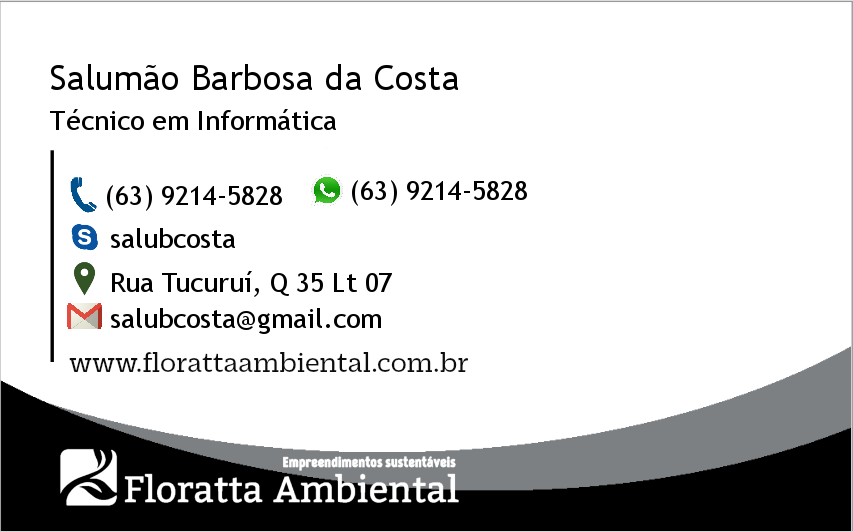 Salumão Barbosa da Costa
Técnico em Informática
(63) 9214-5828 (63) 9214-5828
salubcosta
Rua Tucuruí, Q 35 Lt 07
salubcosta@gmail.com
www.florattaambiental.com.br
Empreendimentos sustentáveis
Floratta Ambiental